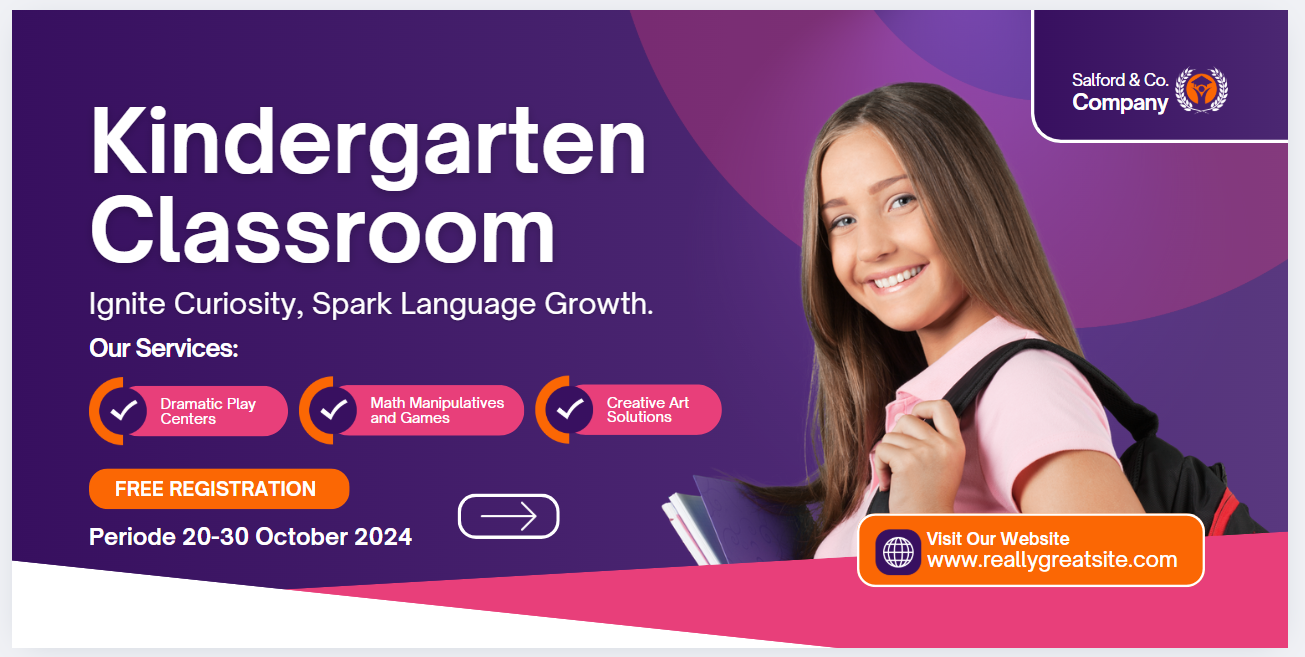 Salford & Co.
Company
Kindergarten
Classroom
Ignite Curiosity, Spark Language Growth.
Our Services:
Dramatic Play
Centers
Math Manipulatives
and Games
Creative Art
Solutions
FREE REGISTRATION
Periode 20-30 October 2024
Visit Our Website
www.reallygreatsite.com